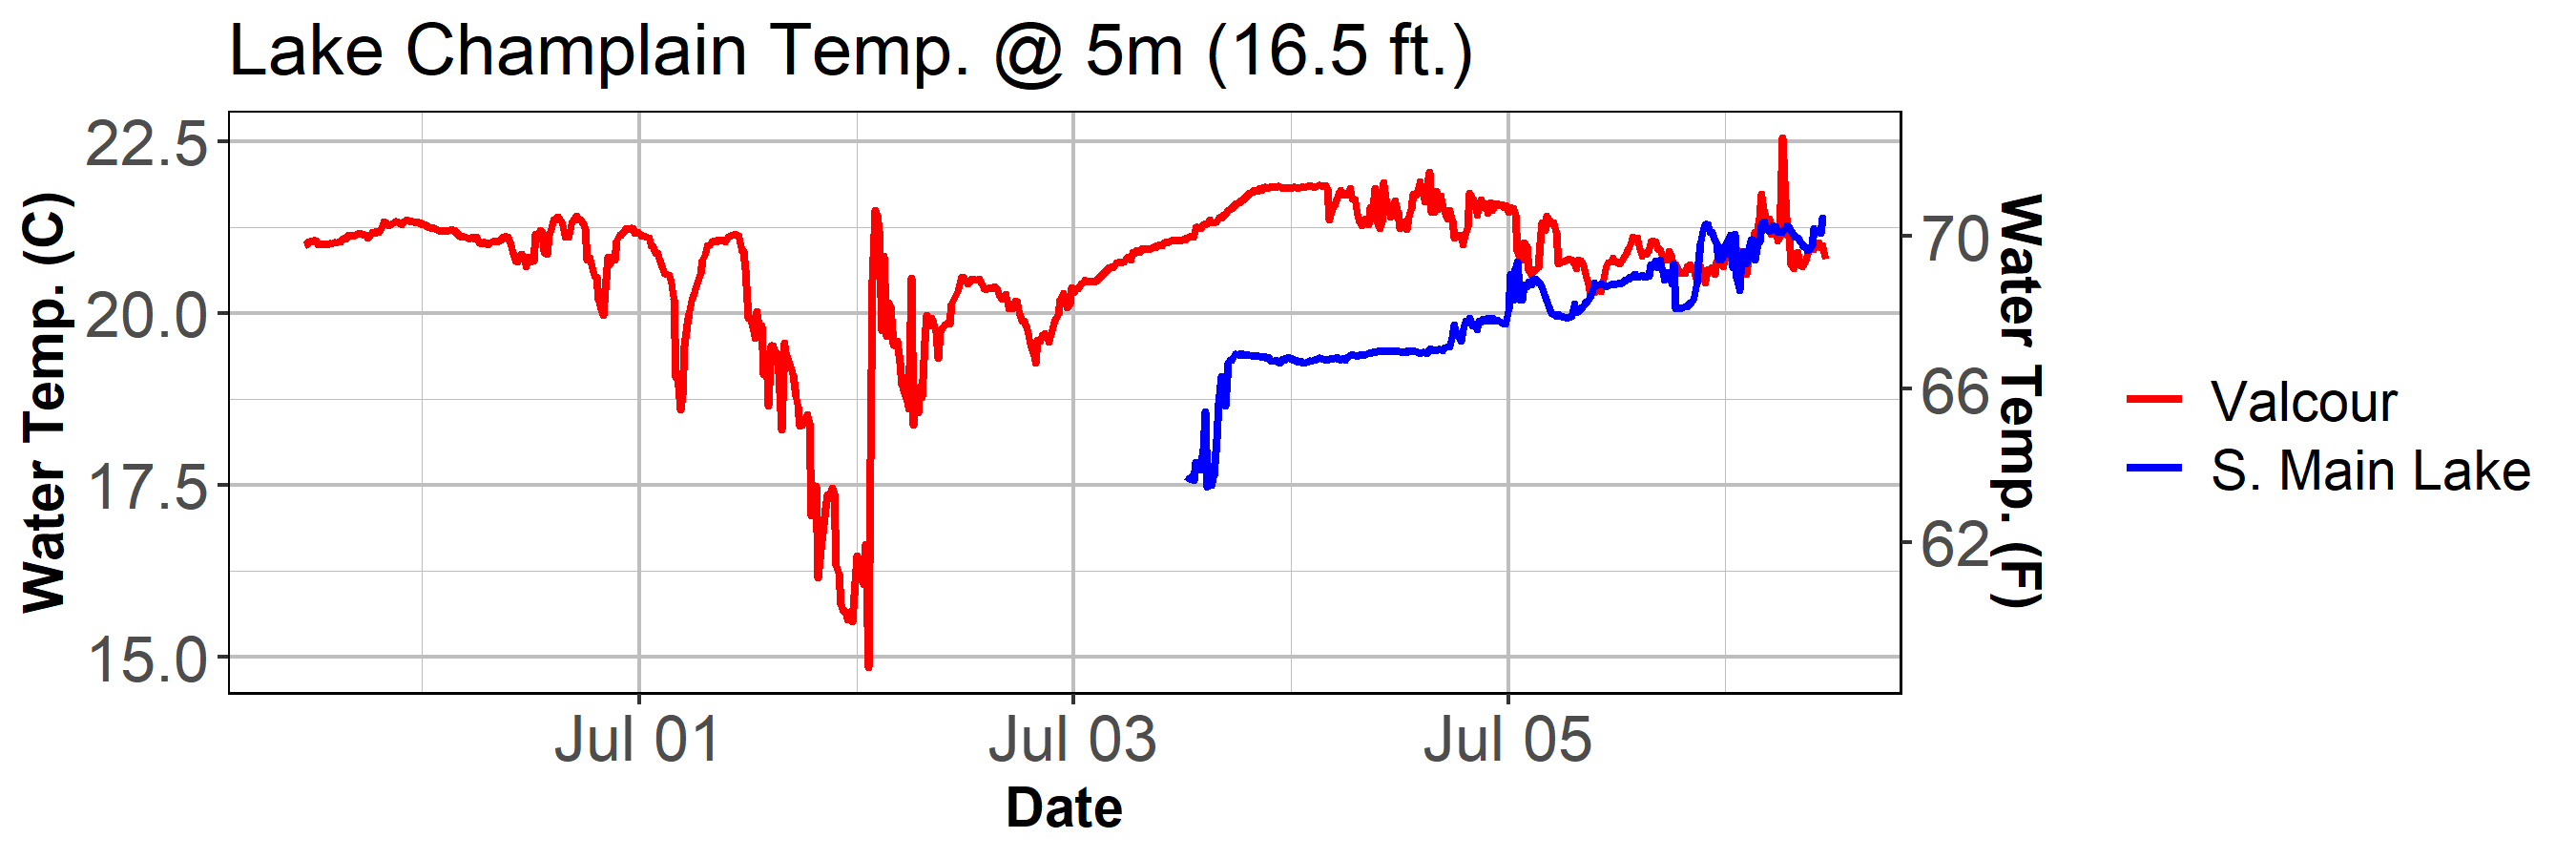 Lake Champlain Temp. @ 5m (16.5 ft.)
Water Temp. (C)
22.5
20.0
17.5
15.0
70
66
62
Water Temp. (F)
Jul 01
Jul 03
Jul 05
Date
Valcour
S. Main Lake